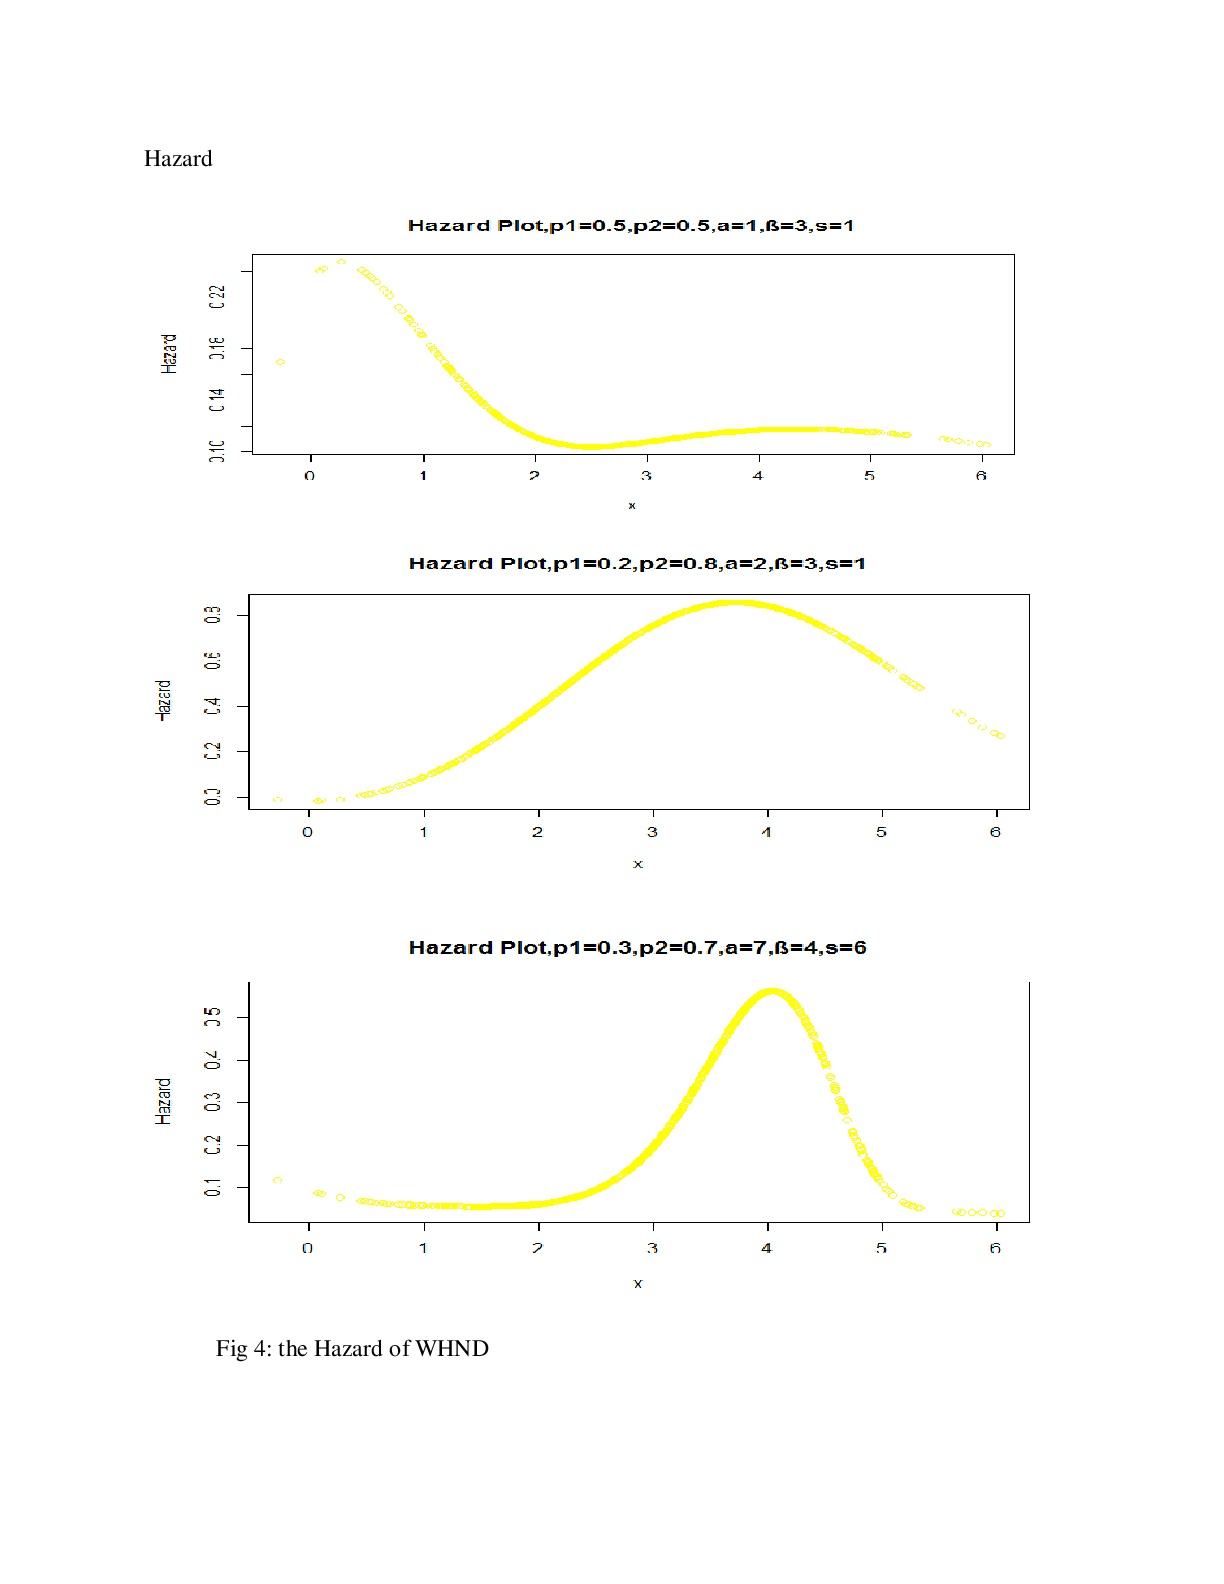 Hazard
Hazard Plot,p1=0.5,p2=0.5,a=1,ß=3,s=1
Hazard
0.22
0.18
0.14
0.10
0 1 2 3 4 5 6
x
Hazard Plot,p1=0.2,p2=0.8,a=2,ß=3,s=1
Hazard
0.8
0.6
0.4
0.2
0.0
0 1 2 3 4 5 6
x
Hazard Plot,p1=0.3,p2=0.7,a=7,ß=4,s=6
Hazard
0.5
0.4
0.3
0.2
0.1
0 1 2 3 4 5 6
x
Fig 4: the Hazard of WHND